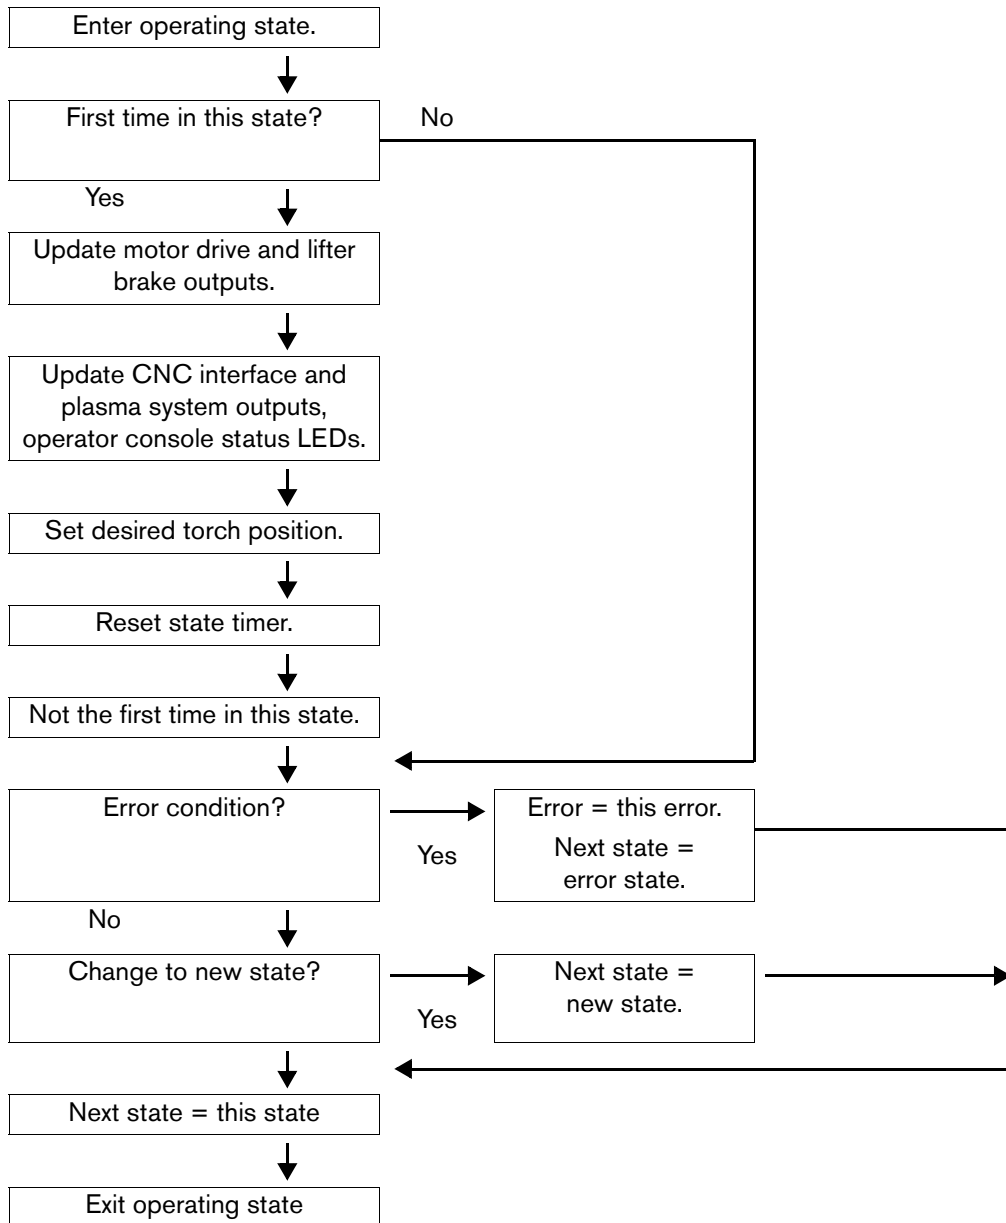 Enter operating state.
First time in this state?
No
Yes
Update motor drive and lifter
brake outputs.
Update CNC interface and
plasma system outputs,
operator console status LEDs.
Set desired torch position.
Reset state timer.
Not the first time in this state.
Error condition?
Yes
Error = this error.
Next state =
error state.
No
Change to new state?
Yes
Next state =
new state.
Next state = this state
Exit operating state